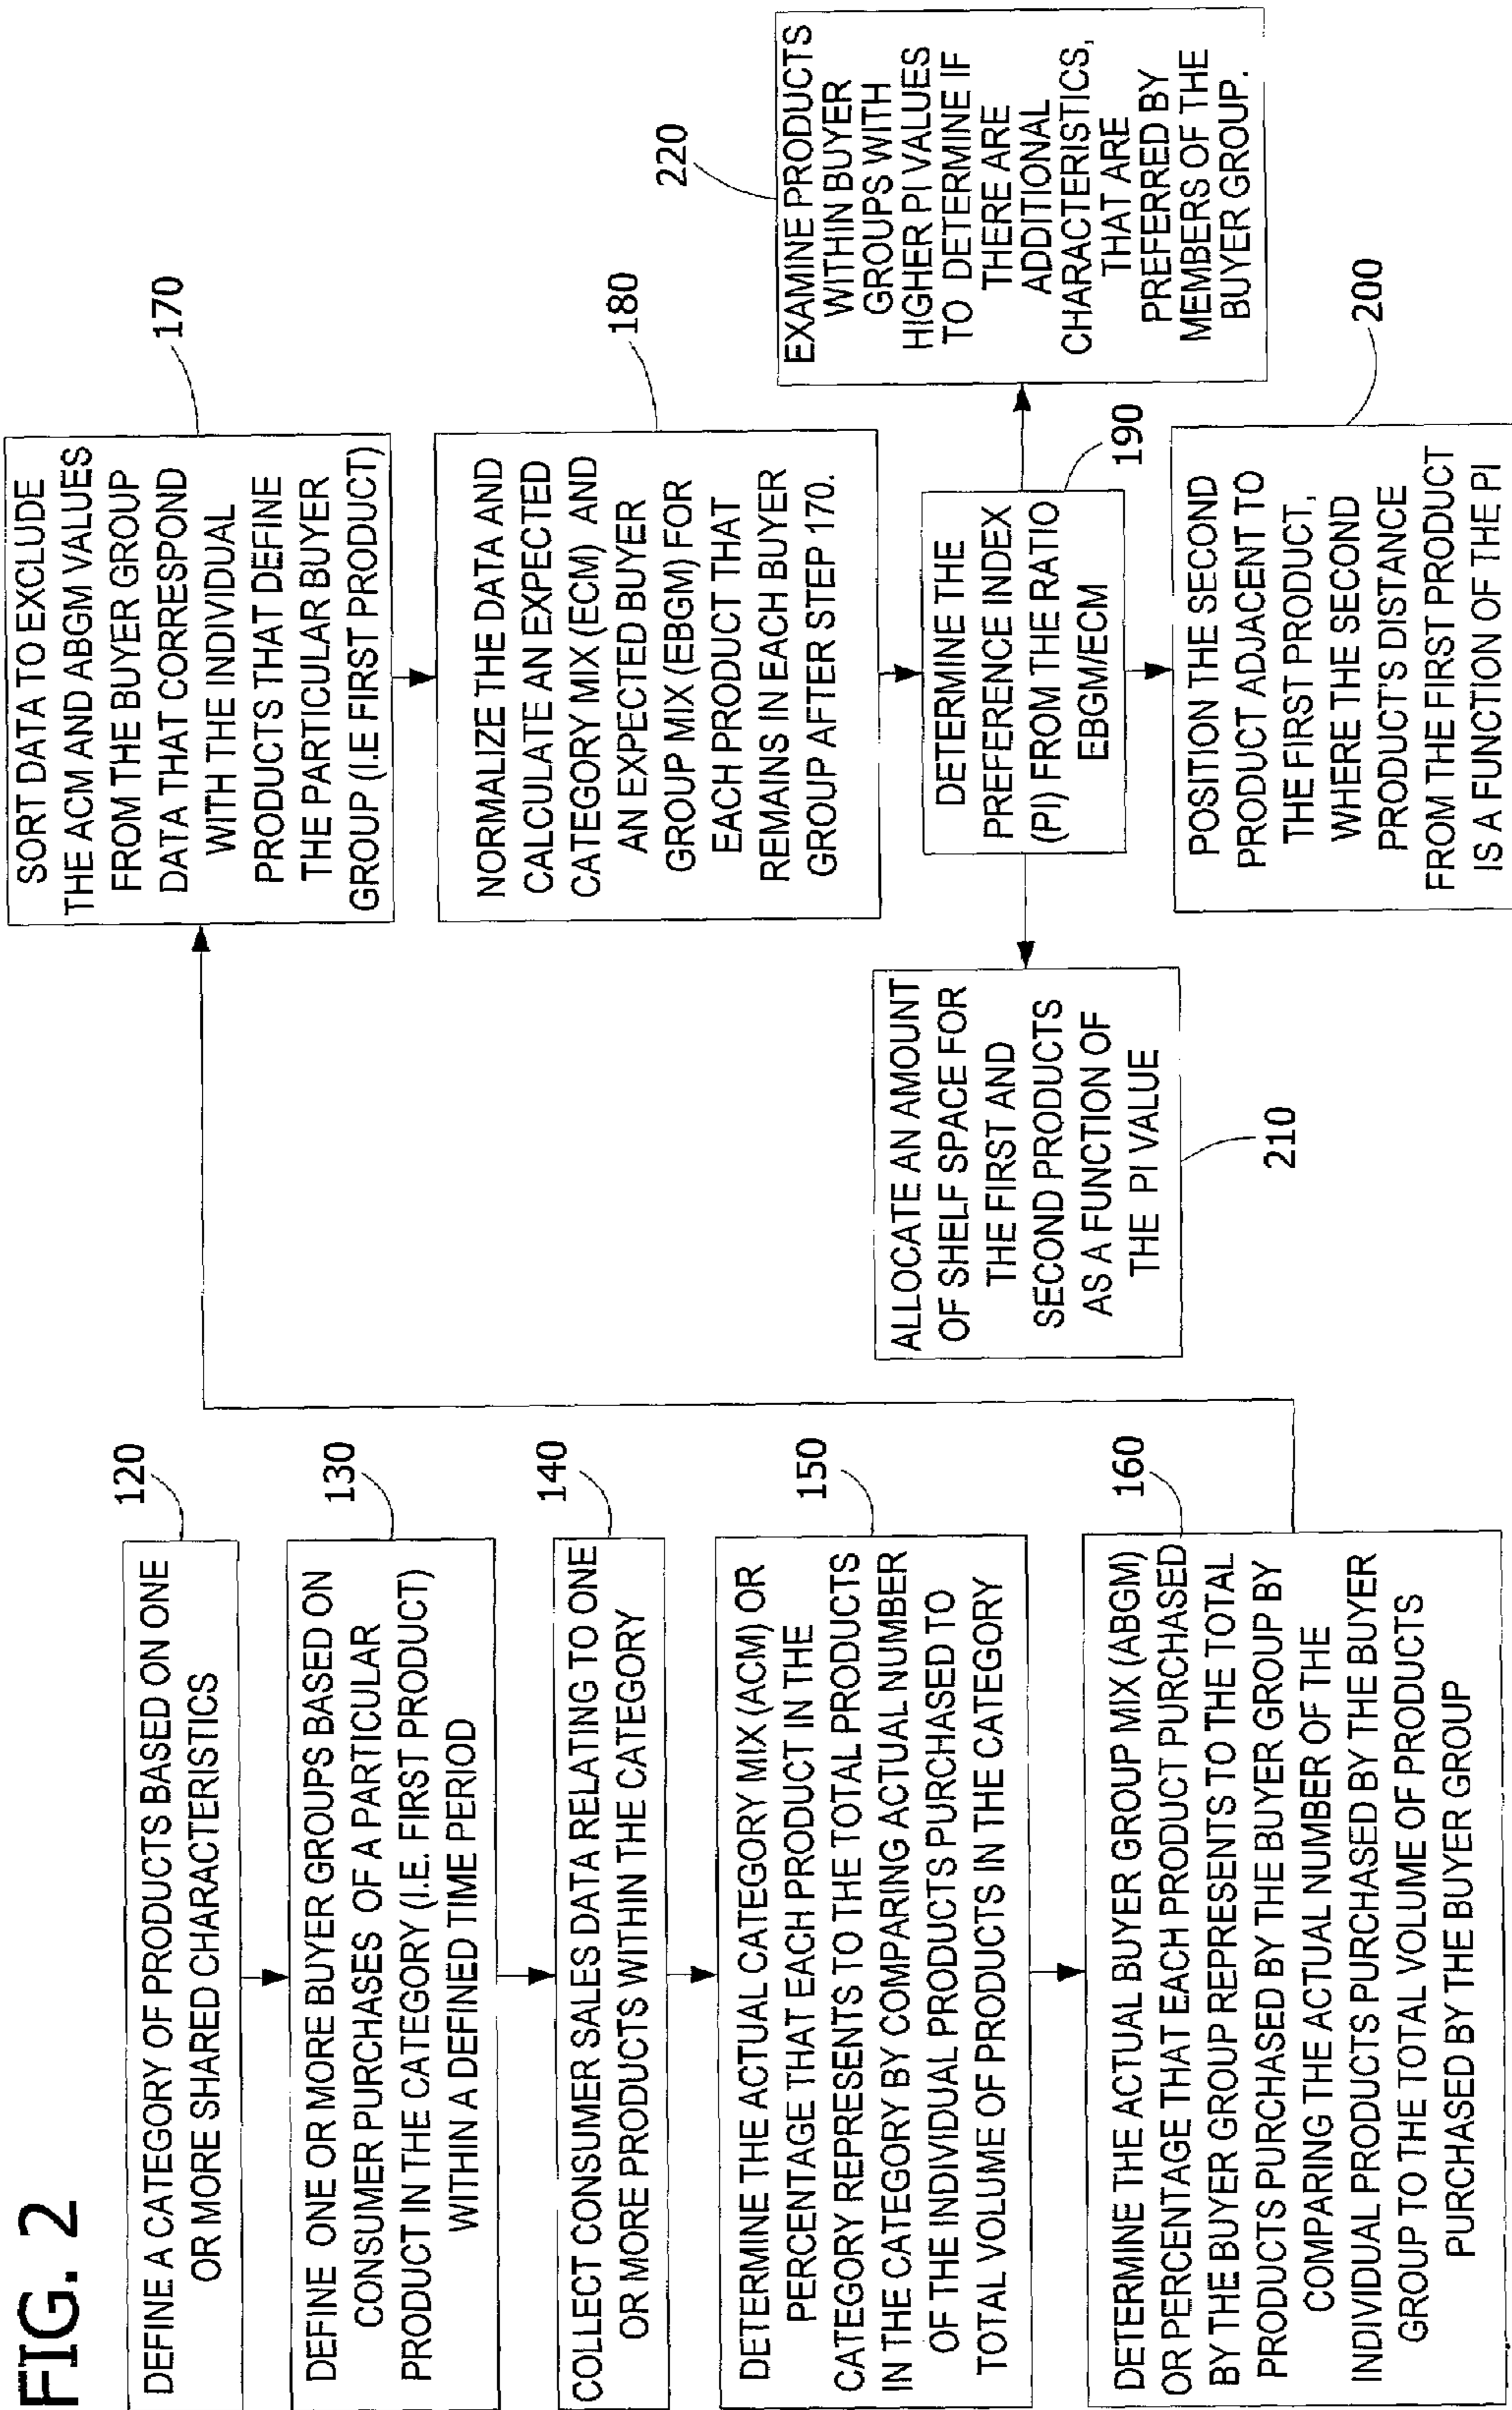 FIG. 2
120
DEFINE A CATEGORY OF PRODUCTS BASED ON ONE
OR MORE SHARED CHARACTERISTICS
130
DEFINE ONE OR MORE BUYER GROUPS BASED ON
CONSUMER PURCHASES OF A PARTICULAR
PRODUCT IN THE CATEGORY (I.E. FIRST PRODUCT)
WITHIN A DEFINED TIME PERIOD
140
COLLECT CONSUMER SALES DATA RELATING TO ONE
OR MORE PRODUCTS WITHIN THE CATEGORY
150
DETERMINE THE ACTUAL CATEGORY MIX (ACM) OR
PERCENTAGE THAT EACH PRODUCT IN THE
CATEGORY REPRESENTS TO THE TOTAL PRODUCTS
IN THE CATEGORY BY COMPARING ACTUAL NUMBER
OF THE INDIVIDUAL PRODUCTS PURCHASED TO
TOTAL VOLUME OF PRODUCTS IN THE CATEGORY
160
DETERMINE THE ACTUAL BUYER GROUP MIX (ABGM)
OR PERCENTAGE THAT EACH PRODUCT PURCHASED
BY THE BUYER GROUP REPRESENTS TO THE TOTAL
PRODUCTS PURCHASED BY THE BUYER GROUP BY
COMPARING THE ACTUAL NUMBER OF THE
INDIVIDUAL PRODUCTS PURCHASED BY THE BUYER
GROUP TO THE TOTAL VOLUME OF PRODUCTS
PURCHASED BY THE BUYER GROUP
170
SORT DATA TO EXCLUDE
THE ACM AND ABGM VALUES
FROM THE BUYER GROUP
DATA THAT CORRESPOND
WITH THE INDIVIDUAL
PRODUCTS THAT DEFINE
THE PARTICULAR BUYER
GROUP (I.E FIRST PRODUCT)
180
NORMALIZE THE DATA AND
CALCULATE AN EXPECTED
CATEGORY MIX (ECM) AND
AN EXPECTED BUYER
GROUP MIX (EBGM) FOR
EACH PRODUCT THAT
REMAINS IN EACH BUYER
GROUP AFTER STEP 170.
190
DETERMINE THE
PREFERENCE INDEX
(PI) FROM THE RATIO
EBGM/ECM
200
POSITION THE SECOND
PRODUCT ADJACENT TO
THE FIRST PRODUCT,
WHERE THE SECOND
PRODUCT'S DISTANCE
FROM THE FIRST PRODUCT
IS A FUNCTION OF THE PI
210
ALLOCATE AN AMOUNT
OF SHELF SPACE FOR
THE FIRST AND
SECOND PRODUCTS
AS A FUNCTION OF
THE PI VALUE
220
EXAMINE PRODUCTS
WITHIN BUYER
GROUPS WITH
HIGHER PI VALUES
TO DETERMINE IF
THERE ARE
ADDITIONAL
CHARACTERISTICS,
THAT ARE
PREFERRED BY
MEMBERS OF THE
BUYER GROUP.